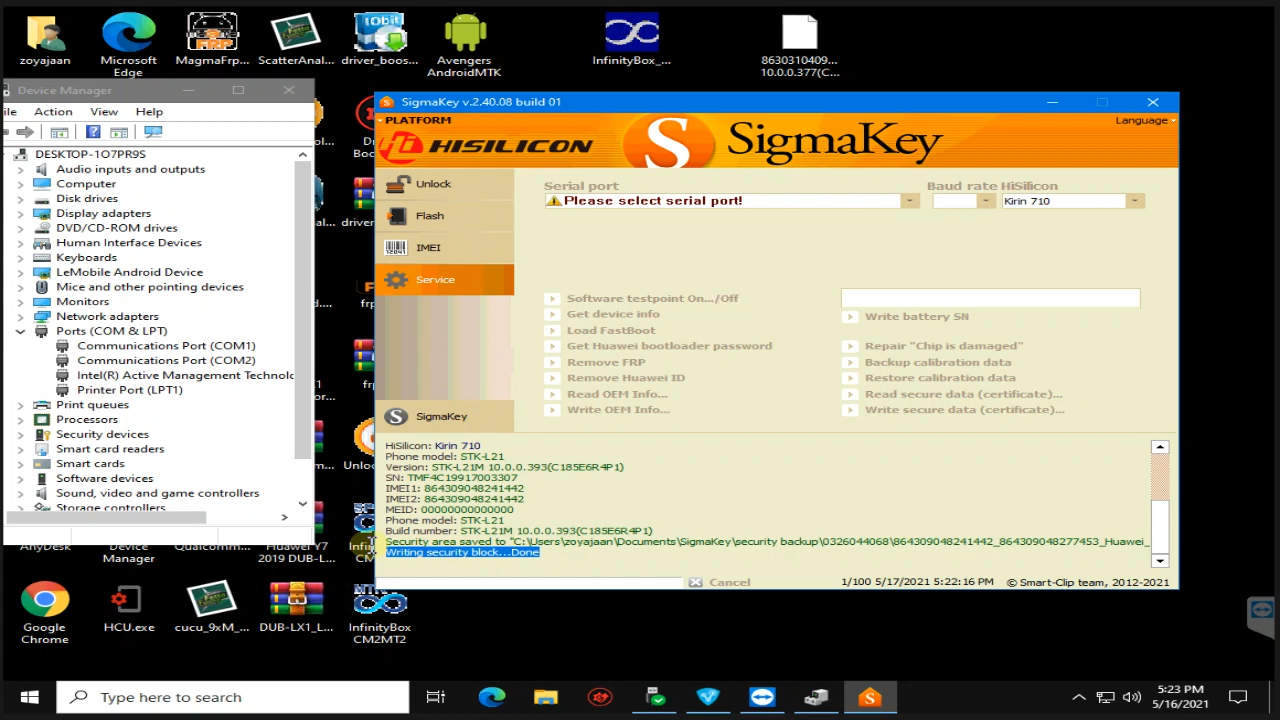 zoyajaan
Microsoft
Edge
MagmaFrp...
ScatterAnal...
driver_boos...
Avengers
AndroidMTK
InfinityBox_...
8630310409...
10.0.0.377(C...
Device Manager
ile Action View Help
DESKTOP-1O7PR9S
Audio inputs and outputs
Computer
Disk drives
Display adapters
DVD/CD-ROM drives
Human Interface Devices
Keyboards
LeMobile Android Device
Mice and other pointing devices
Monitors
Network adapters
Ports (COM & LPT)
Communications Port (COM1)
Communications Port (COM2)
Intel(R) Active Management Technolo
Printer Port (LPT1)
Print queues
Processors
Security devices
Smart card readers
Smart cards
Software devices
Sound, video and game controllers
Storage controllers
SigmaKey v.2.40.08 build 01
PLATFORM
Language
HISILICON
S SigmaKey
Unlock
Flash
IMEI
Service
SigmaKey
Serial port
Baud rate HiSilicon
Please select serial port!
Kirin 710
Software testpoint On.../Off
Get device info
Load FastBoot
Get Huawei bootloader password
Remove FRP
Remove Huawei ID
Read OEM Info...
Write OEM Info...
Write battery SN
Repair "Chip is damaged"
Backup calibration data
Restore calibration data
Read secure data (certificate)...
Write secure data (certificate)...
HiSilicon: Kirin 710
Phone model: STK-L21
Version: STK-L21M 10.0.0.393(C185E6R4P1)
SN: TMF4C19917003307
IMEI1: 864309048241442
IMEI2: 864309048241442
MEID: 00000000000000
Phone model: STK-L21
Build number: STK-L21M 10.0.0.393(C185E6R4P1)
Security area saved to "C:\Users\zoyajaan\Documents\SigmaKey\security backup\0326044068\864309048241442_864309048277453_Huawei_
Writing security block...Done
Cancel
1/100 5/17/2021 5:22:16 PM
© Smart-Clip team, 2012-2021
AnyDesk
Device
Manager
Qualcomm...
Huawei Y7
2019 DUB-L...
Google
Chrome
HCU.exe
cucu_9xM_...
DUB-LX1_L...
InfinityBox
CM2MT2
Type here to search
5:23 PM
5/16/2021